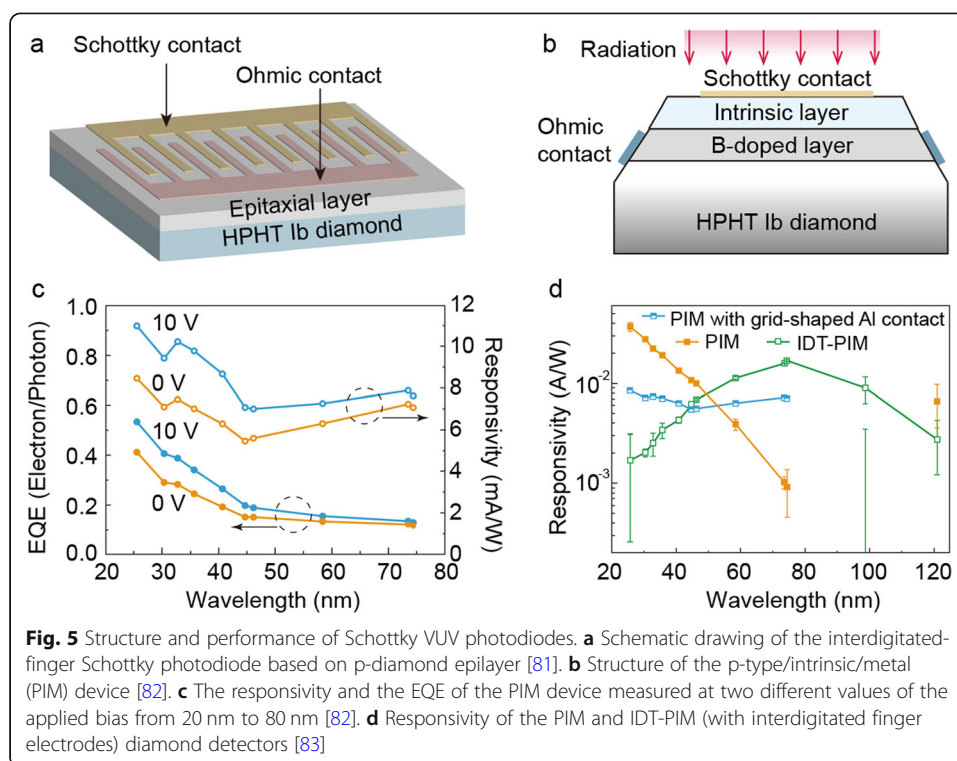 a
Schottky contact
Ohmic contact
Epitaxial layer
HPHT Ib diamond
b
Radiation
Schottky contact
Intrinsic layer
Ohmic
contact
B-doped layer
HPHT Ib diamond
c
EQE (Electron/Photon)
1.0
0.8
0.6
0.4
0.2
0.0
10 V
0 V
10 V
0 V
12
10
8
6
4
2
0
Responsivity (mA/W)
20 30 40 50 60 70 80
Wavelength (nm)
d
Responsivity (A/W)
10⁻²
10⁻³
PIM with grid-shaped Al contact
PIM
IDT-PIM
20 40 60 80 100 120
Wavelength (nm)
Fig. 5 Structure and performance of Schottky VUV photodiodes. a Schematic drawing of the interdigitated-
finger Schottky photodiode based on p-diamond epilayer [81]. b Structure of the p-type/intrinsic/metal
(PIM) device [82]. c The responsivity and the EQE of the PIM device measured at two different values of the
applied bias from 20 nm to 80 nm [82]. d Responsivity of the PIM and IDT-PIM (with interdigitated finger
electrodes) diamond detectors [83]